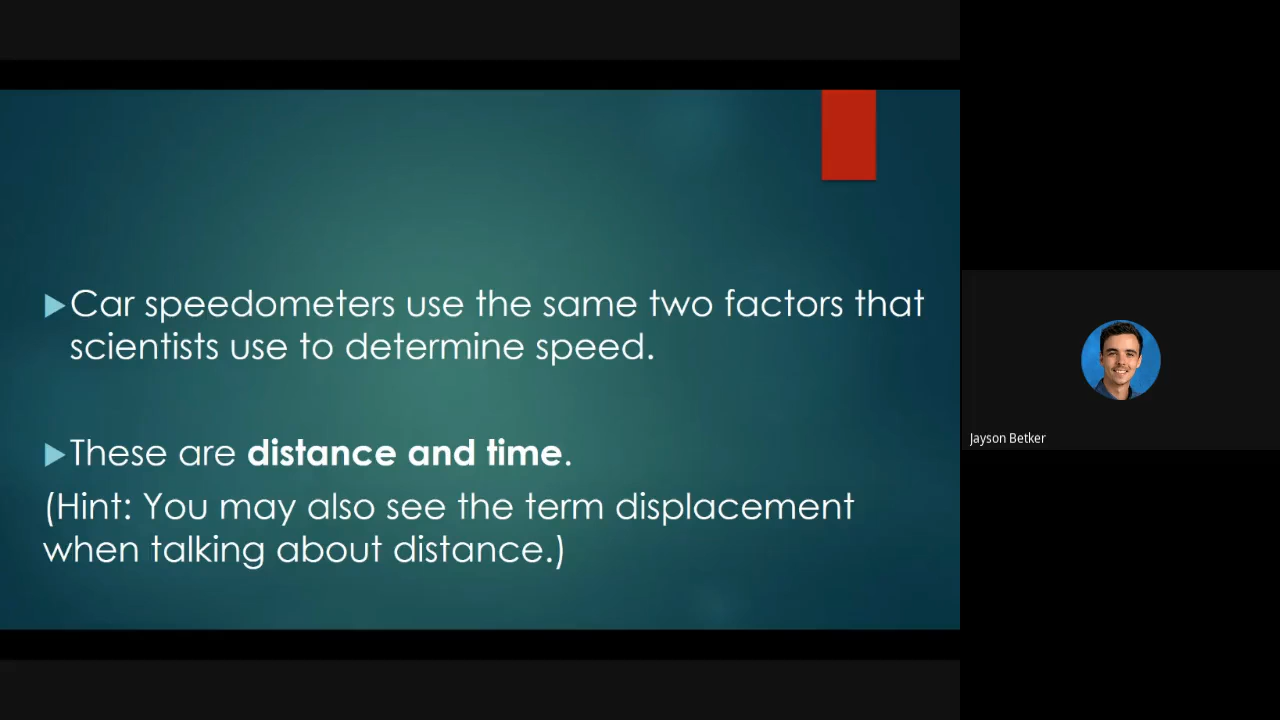 Car speedometers use the same two factors that
scientists use to determine speed.
These are distance and time.
(Hint: You may also see the term displacement
when talking about distance.)
Jayson Betker